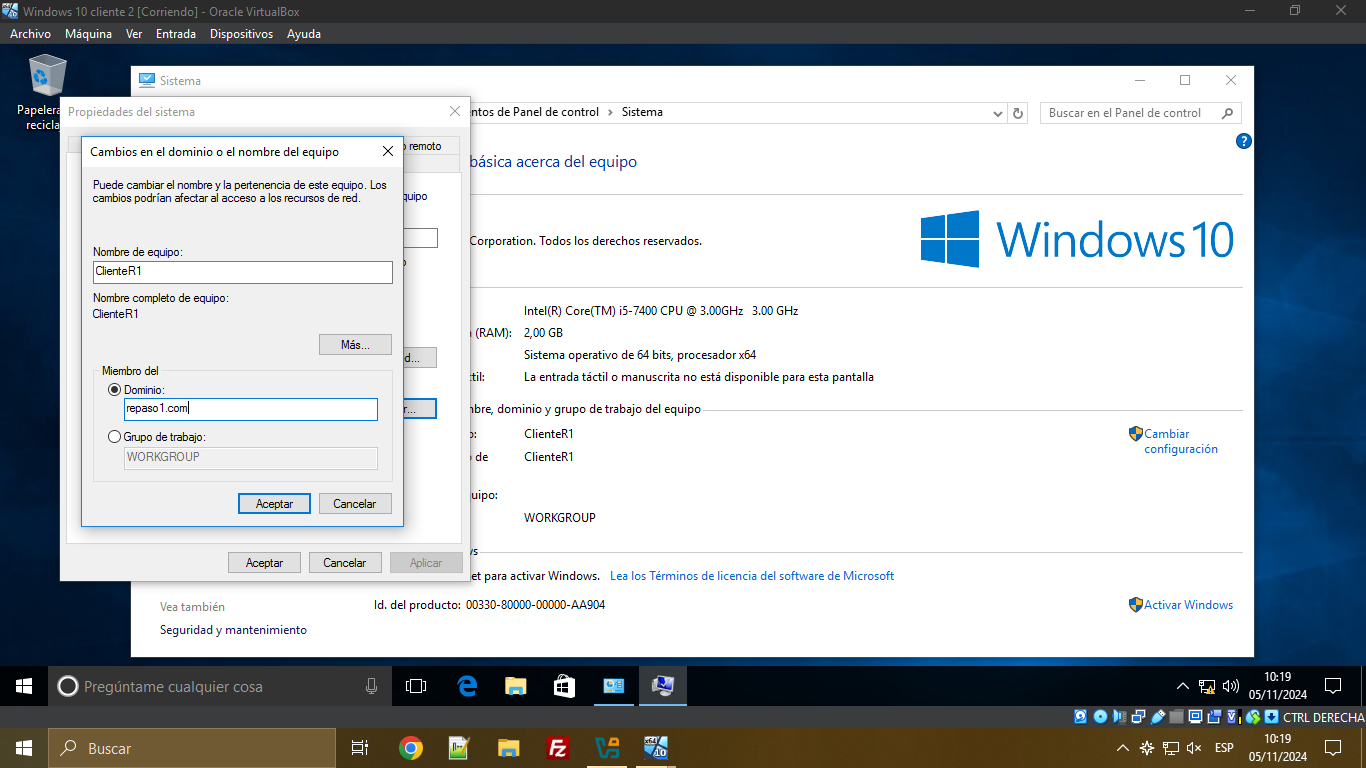 Windows 10 cliente 2 [Corriendo] - Oracle VirtualBox
Archivo Máquina Ver Entrada Dispositivos Ayuda
Papelera
recicla
Sistema
Propiedades del sistema
ntos de Panel de control > Sistema
Buscar en el Panel de control
o remoto
Cambios en el dominio o el nombre del equipo
básica acerca del equipo
Puede cambiar el nombre y la pertenencia de este equipo. Los
cambios podrían afectar al acceso a los recursos de red.
quipo
Corporation. Todos los derechos reservados.
Windows 10
Nombre de equipo:
ClienteR1
Nombre completo de equipo:
ClienteR1
Más...
Intel(R) Core(TM) i5-7400 CPU @ 3.00GHz 3.00 GHz
(RAM): 2,00 GB
Sistema operativo de 64 bits, procesador x64
d...
til: La entrada táctil o manuscrita no está disponible para esta pantalla
Miembro del
Dominio:
repaso1.com
r...
Grupo de trabajo:
WORKGROUP
mbre, dominio y grupo de trabajo del equipo
o: ClienteR1
o de ClienteR1
Cambiar
configuración
quipo:
WORKGROUP
Aceptar Cancelar
ws
Aceptar Cancelar Aplicar
et para activar Windows. Lea los Términos de licencia del software de Microsoft
Vea también
Id. del producto: 00330-80000-00000-AA904
Activar Windows
Seguridad y mantenimiento
Pregúntame cualquier cosa
10:19
05/11/2024
CTRL DERECHA
Buscar
ESP
10:19
05/11/2024